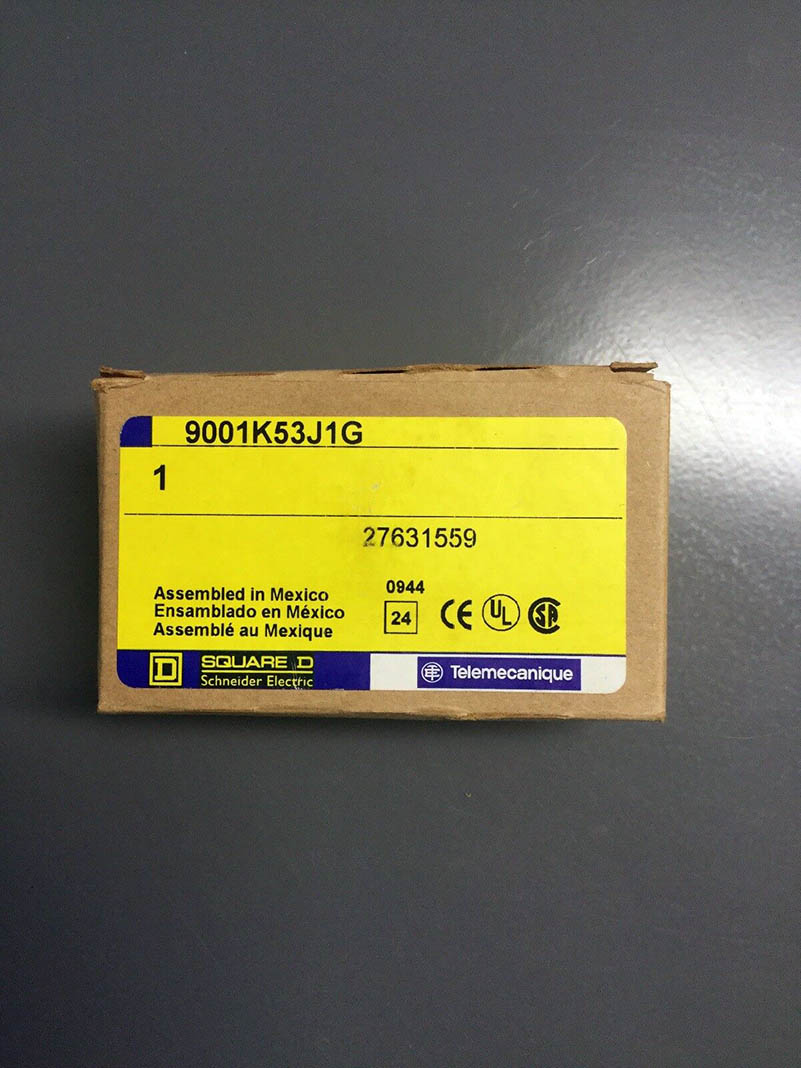 9001K53J1G
1
27631559
Assembled in Mexico
Ensamblado en México
Assemblé au Mexique
0944
24
CE
UL
SA
D
SQUARE D
Schneider Electric
Telemecanique